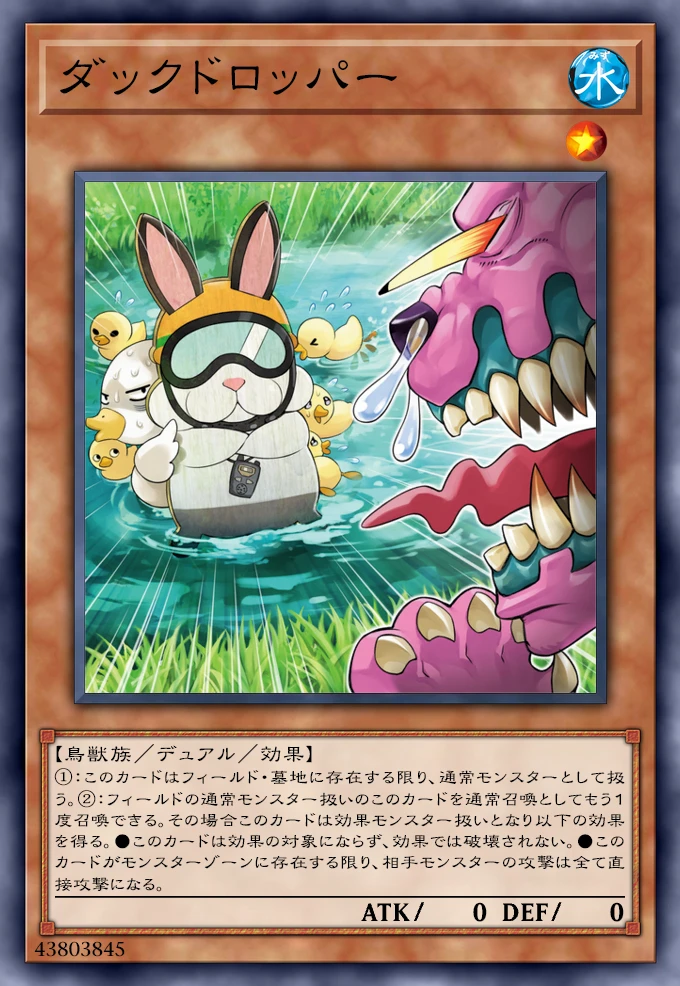 ダックドロッパー
みず
水
【鳥獣族／デュアル／効果】
①：このカードはフィールド・墓地に存在する限り、通常モンスターとして扱
う。②：フィールドの通常モンスター扱いのこのカードを通常召喚としてもう１
度召喚できる。その場合このカードは効果モンスター扱いとなり以下の効果
を得る。●このカードは効果の対象にならず、効果では破壊されない。●この
カードがモンスターゾーンに存在する限り、相手モンスターの攻撃は全て直
接攻撃になる。
ATK/ 0 DEF/ 0
43803845